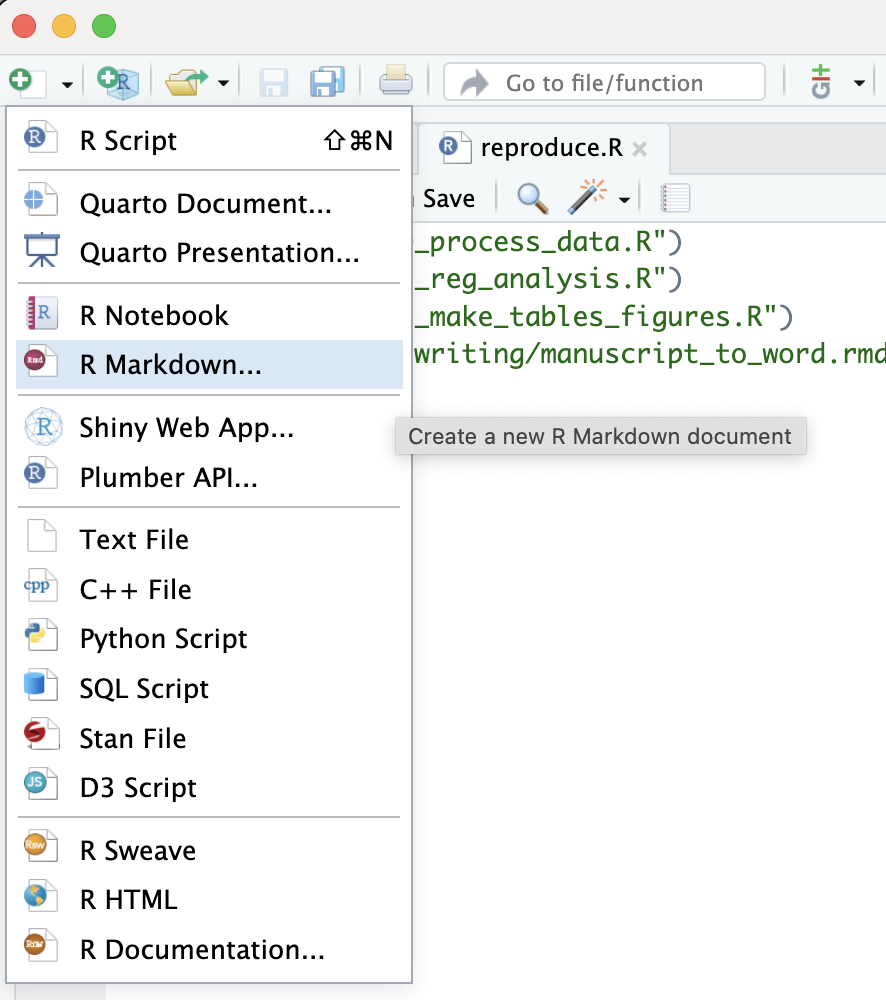 Go to file/function
Git
R Script ⇧⌘N
reproduce.R
Quarto Document...
Save
Quarto Presentation...
_process_data.R")
_reg_analysis.R")
R Notebook
_make_tables_figures.R")
R Markdown...
writing/manuscript_to_word.rmd
Shiny Web App...
Create a new R Markdown document
Plumber API...
Text File
C++ File
Python Script
SQL Script
Stan File
D3 Script
R Sweave
R HTML
R Documentation...